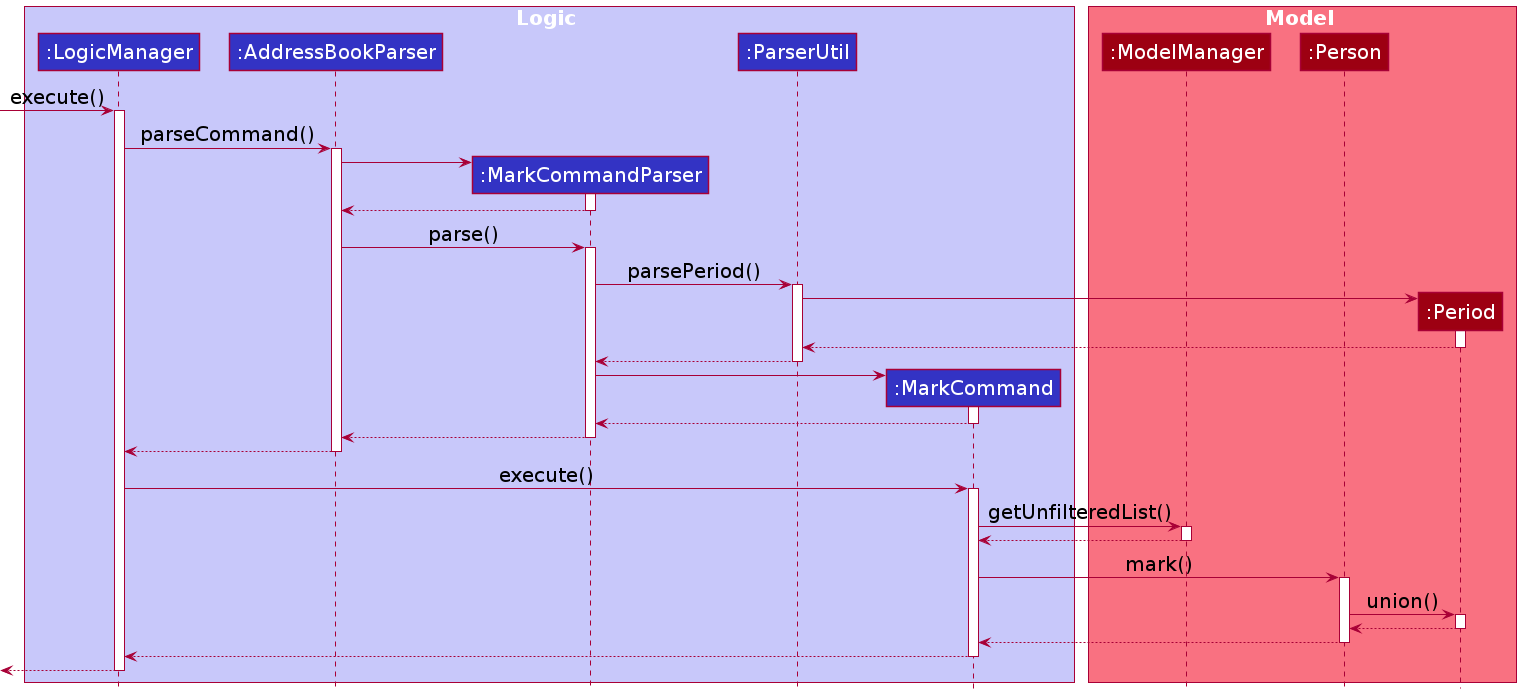 Logic
Model
:LogicManager
:AddressBookParser
:ParserUtil
:ModelManager
:Person
execute()
parseCommand()
:MarkCommandParser
parse()
parsePeriod()
:Period
:MarkCommand
execute()
getUnfilteredList()
mark()
union()